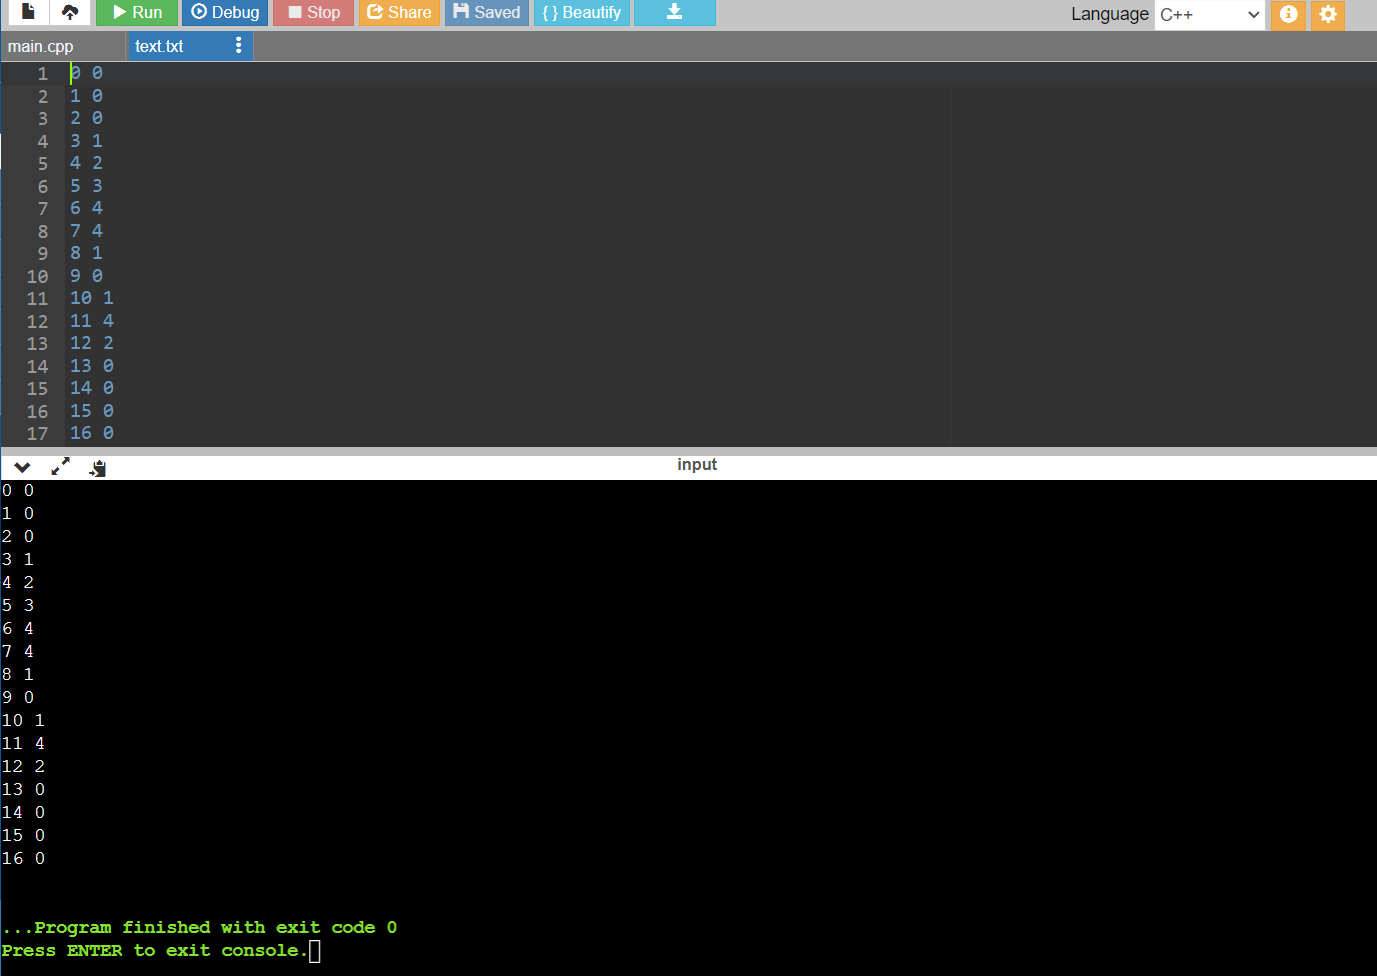 Run Debug Stop Share Saved { } Beautify Language C++
main.cpp text.txt
1 0 0
2 1 0
3 2 0
4 3 1
5 4 2
6 5 3
7 6 4
8 7 4
9 8 1
10 9 0
11 10 1
12 11 4
13 12 2
14 13 0
15 14 0
16 15 0
17 16 0
input
0 0
1 0
2 0
3 1
4 2
5 3
6 4
7 4
8 1
9 0
10 1
11 4
12 2
13 0
14 0
15 0
16 0
...Program finished with exit code 0
Press ENTER to exit console.